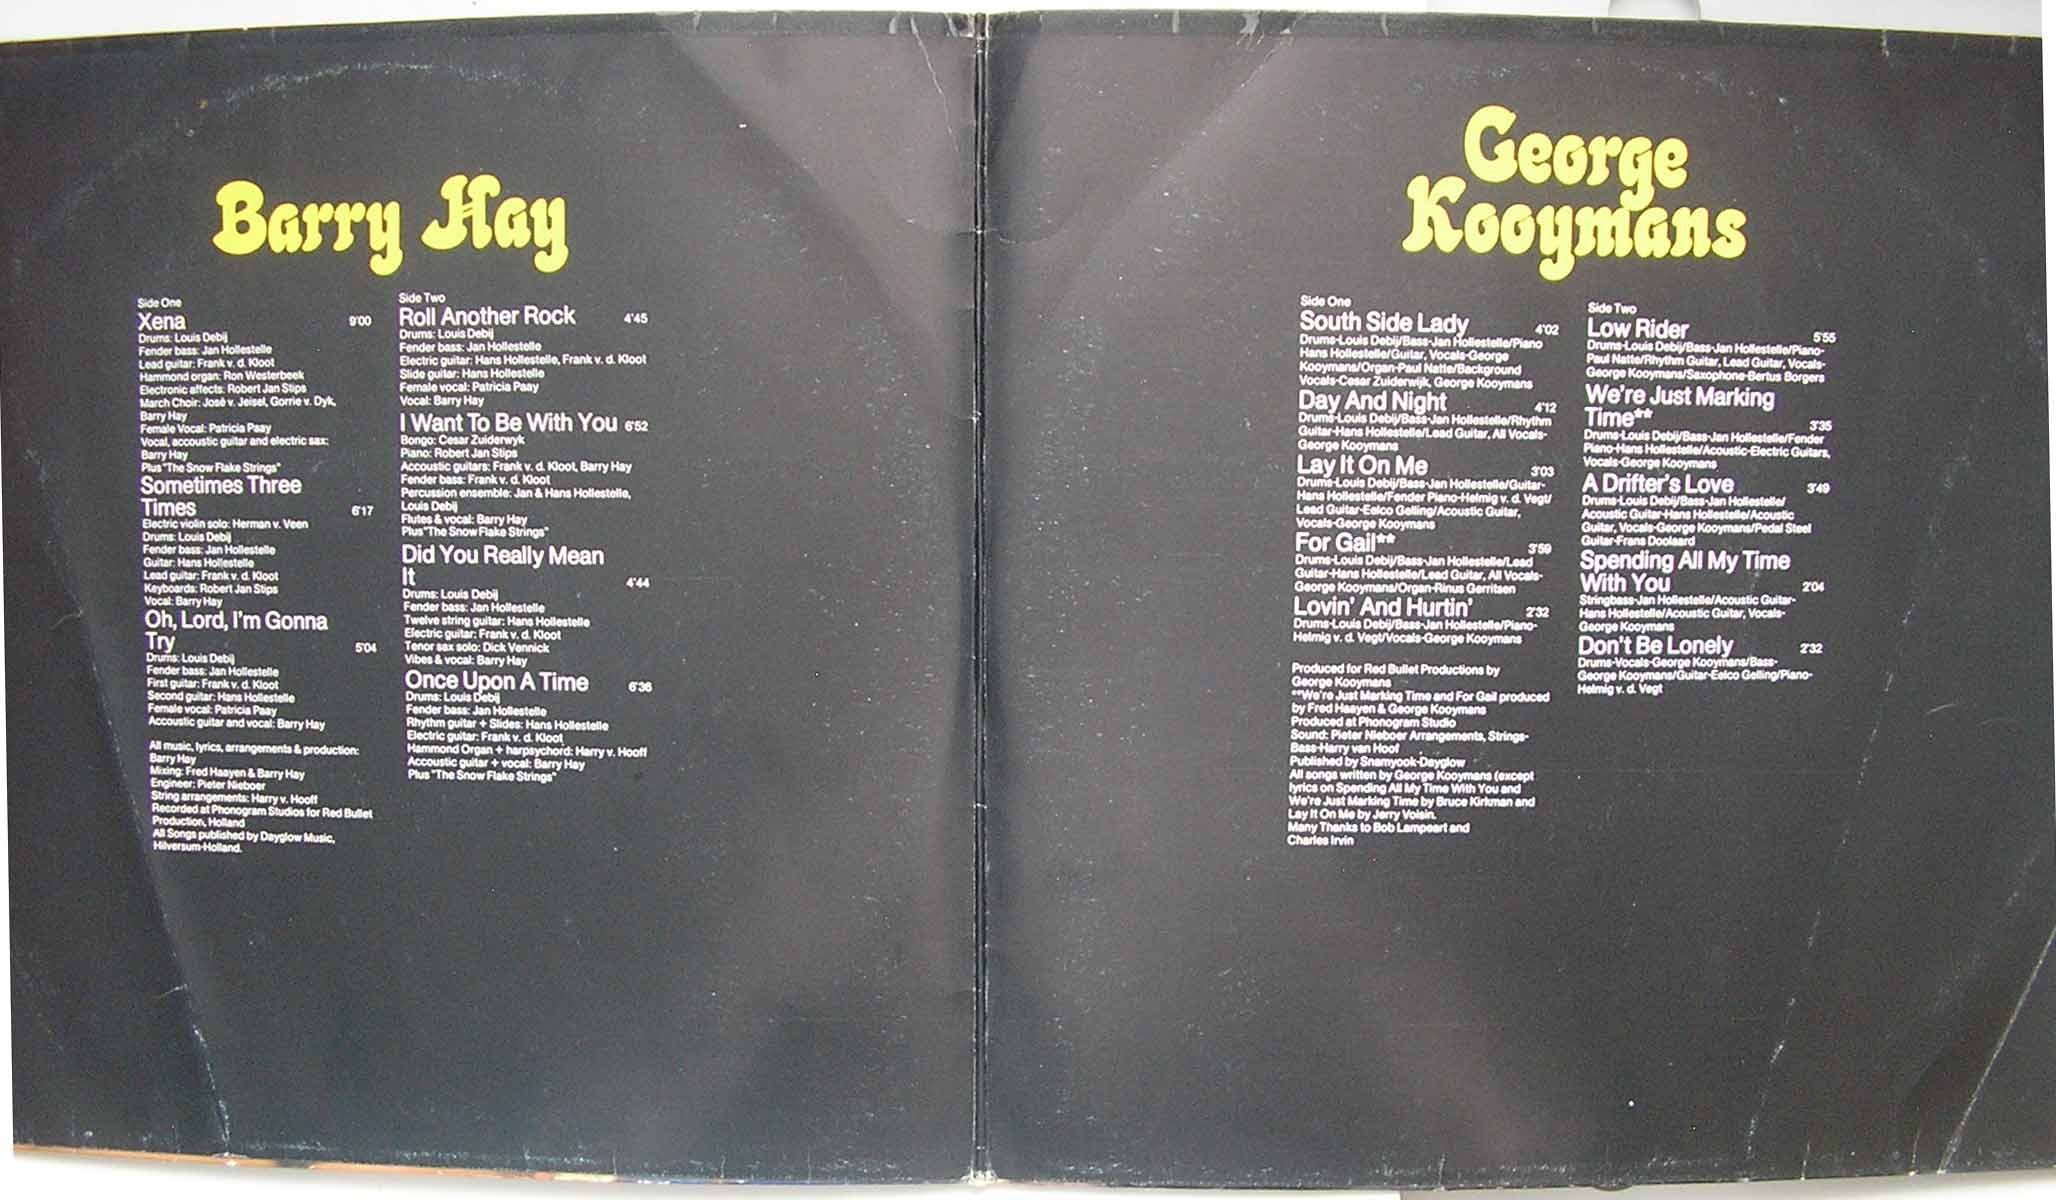 Barry Hay
Side One
Xena 9'00
Drums: Louis Debij
Fender bass: Jan Hollestelle
Lead guitar: Frank v. d. Kloot
Hammond organ: Ron Westerbeek
Electronic affects: Robert Jan Stips
March Choir: José v. Jeisel, Gorrie v. Dyk,
Barry Hay
Female Vocal: Patricia Paay
Vocal, accoustic guitar and electric sax:
Barry Hay
Plus "The Snow Flake Strings"
Sometimes Three
Times 6'17
Electric violin solo: Herman v. Veen
Drums: Louis Debij
Fender bass: Jan Hollestelle
Guitar: Hans Hollestelle
Lead guitar: Frank v. d. Kloot
Keyboards: Robert Jan Stips
Vocal: Barry Hay
Oh, Lord, I'm Gonna
Try 5'04
Drums: Louis Debij
Fender bass: Jan Hollestelle
First guitar: Frank v. d. Kloot
Second guitar: Hans Hollestelle
Female vocal: Patricia Paay
Accoustic guitar and vocal: Barry Hay
All music, lyrics, arrangements & production:
Barry Hay
Mixing: Fred Haayen & Barry Hay
Engineer: Pieter Nieboer
String arrangements: Harry v. Hooff
Recorded at Phonogram Studios for Red Bullet
Production, Holland
All Songs published by Dayglow Music,
Hilversum-Holland.
Side Two
Roll Another Rock 4'45
Drums: Louis Debij
Fender bass: Jan Hollestelle
Electric guitar: Hans Hollestelle, Frank v. d. Kloot
Slide guitar: Hans Hollestelle
Female vocal: Patricia Paay
Vocal: Barry Hay
I Want To Be With You 6'52
Bongo: Cesar Zuiderwyk
Piano: Robert Jan Stips
Accoustic guitars: Frank v. d. Kloot, Barry Hay
Fender bass: Frank v. d. Kloot
Percussion ensemble: Jan & Hans Hollestelle,
Louis Debij
Flutes & vocal: Barry Hay
Plus "The Snow Flake Strings"
Did You Really Mean
It 4'44
Drums: Louis Debij
Fender bass: Jan Hollestelle
Twelve string guitar: Hans Hollestelle
Electric guitar: Frank v. d. Kloot
Tenor sax solo: Dick Vennick
Vibes & vocal: Barry Hay
Once Upon A Time 6'36
Drums: Louis Debij
Fender bass: Jan Hollestelle
Rhythm guitar + Slides: Hans Hollestelle
Electric guitar: Frank v. d. Kloot
Hammond Organ + harpsychord: Harry v. Hooff
Accoustic guitar + vocal: Barry Hay
Plus "The Snow Flake Strings"
George
Kooymans
Side One
South Side Lady 4'02
Drums-Louis Debij/Bass-Jan Hollestelle/Piano
Hans Hollestelle/Guitar, Vocals-George
Kooymans/Organ-Paul Natte/Background
Vocals-Cesar Zuiderwijk, George Kooymans
Day And Night 4'12
Drums-Louis Debij/Bass-Jan Hollestelle/Rhythm
Guitar-Hans Hollestelle/Lead Guitar, All Vocals-
George Kooymans
Lay It On Me 3'03
Drums-Louis Debij/Bass-Jan Hollestelle/Guitar-
Hans Hollestelle/Fender Piano-Helmig v. d. Vegt/
Lead Guitar-Eelco Gelling/Acoustic Guitar,
Vocals-George Kooymans
For Gail** 3'59
Drums-Louis Debij/Bass-Jan Hollestelle/Lead
Guitar-Hans Hollestelle/Lead Guitar, All Vocals-
George Kooymans/Organ-Rinus Gerritsen
Lovin' And Hurtin' 2'32
Drums-Louis Debij/Bass-Jan Hollestelle/Piano-
Helmig v. d. Vegt/Vocals-George Kooymans
Produced for Red Bullet Productions by
George Kooymans
**We're Just Marking Time and For Gail produced
by Fred Haayen & George Kooymans
Produced at Phonogram Studio
Sound: Pieter Nieboer Arrangements, Strings-
Bass-Harry van Hoof
Published by Snamyook-Dayglow
All songs written by George Kooymans (except
lyrics on Spending All My Time With You and
We're Just Marking Time by Bruce Kirkman and
Lay It On Me by Jerry Voisin.
Many Thanks to Bob Lampeart and
Charles Irvin
Side Two
Low Rider 5'55
Drums-Louis Debij/Bass-Jan Hollestelle/Piano-
Paul Natte/Rhythm Guitar, Lead Guitar, Vocals-
George Kooymans/Saxophone-Bertus Borgers
We're Just Marking
Time** 3'35
Drums-Louis Debij/Bass-Jan Hollestelle/Fender
Piano-Hans Hollestelle/Acoustic-Electric Guitars,
Vocals-George Kooymans
A Drifter's Love 3'49
Drums-Louis Debij/Bass-Jan Hollestelle/
Acoustic Guitar-Hans Hollestelle/Acoustic
Guitar, Vocals-George Kooymans/Pedal Steel
Guitar-Frans Doolaard
Spending All My Time
With You 2'04
Stringbass-Jan Hollestelle/Acoustic Guitar-
Hans Hollestelle/Acoustic Guitar, Vocals-
George Kooymans
Don't Be Lonely 2'32
Drums-Vocals-George Kooymans/Bass-
George Kooymans/Guitar-Eelco Gelling/Piano-
Helmig v. d. Vegt